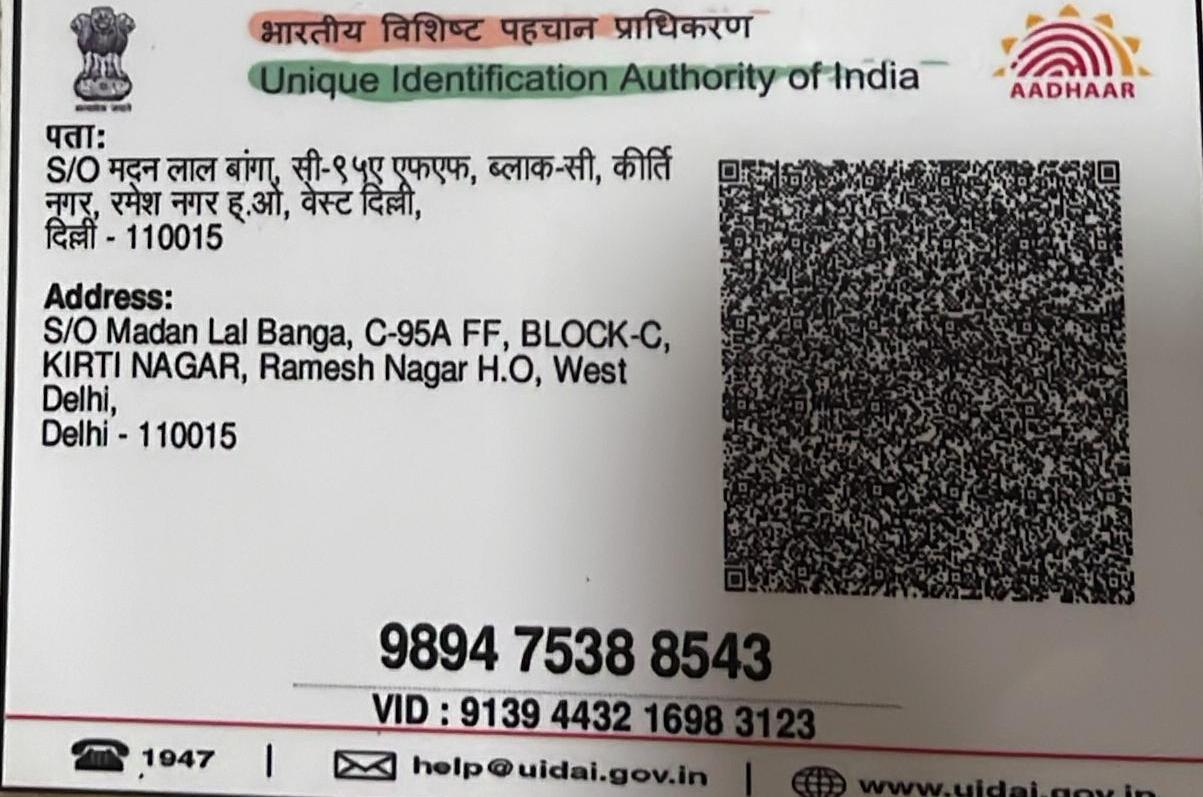 भारतीय विशिष्ट पहचान प्राधिकरण
Unique Identification Authority of India
AADHAAR
पता:
S/O मदन लाल बांगा, सी-९५ए एफएफ, ब्लाक-सी, कीर्ति
नगर, रमेश नगर ह्.ओ, वेस्ट दिल्ली,
दिल्ली - 110015
Address:
S/O Madan Lal Banga, C-95A FF, BLOCK-C,
KIRTI NAGAR, Ramesh Nagar H.O, West
Delhi,
Delhi - 110015
9894 7538 8543
VID : 9139 4432 1698 3123
1947 | help@uidai.gov.in | www.uidai.gov.in